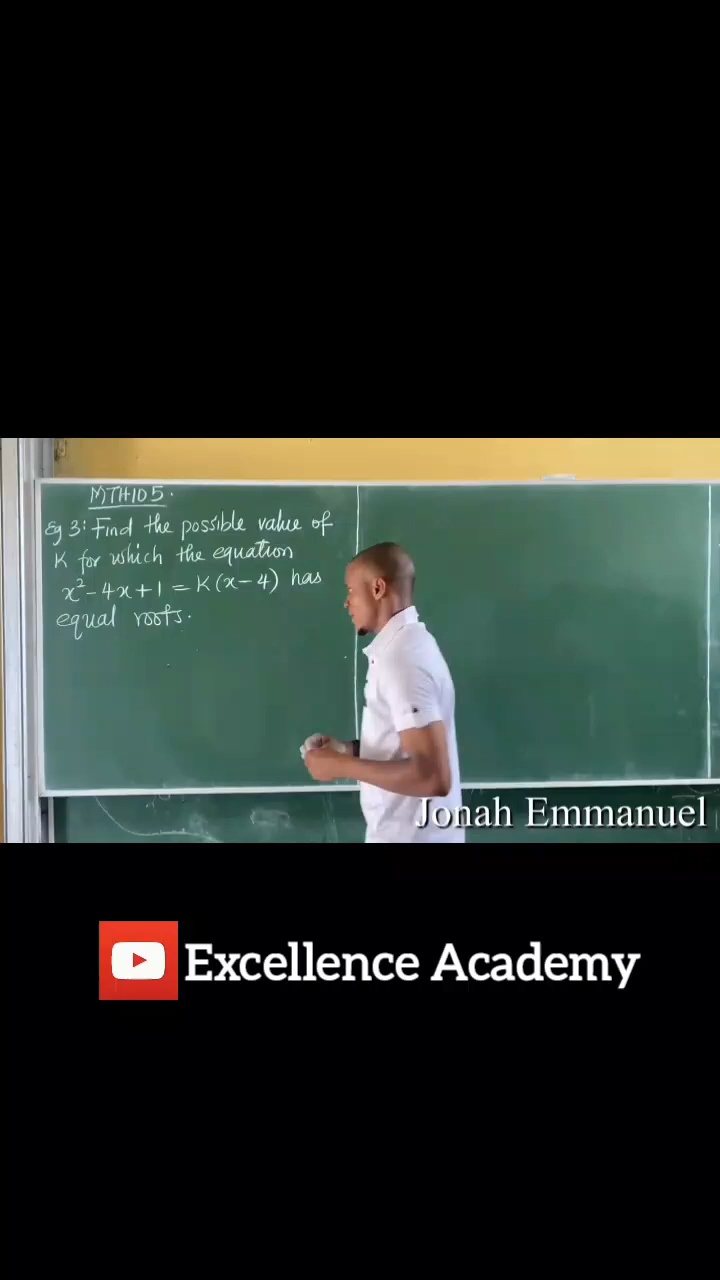 MTH105.
Eg 3: Find the possible value of
K for which the equation
x² - 4x + 1 = K(x - 4) has
equal roots.
Jonah Emmanuel
Excellence Academy